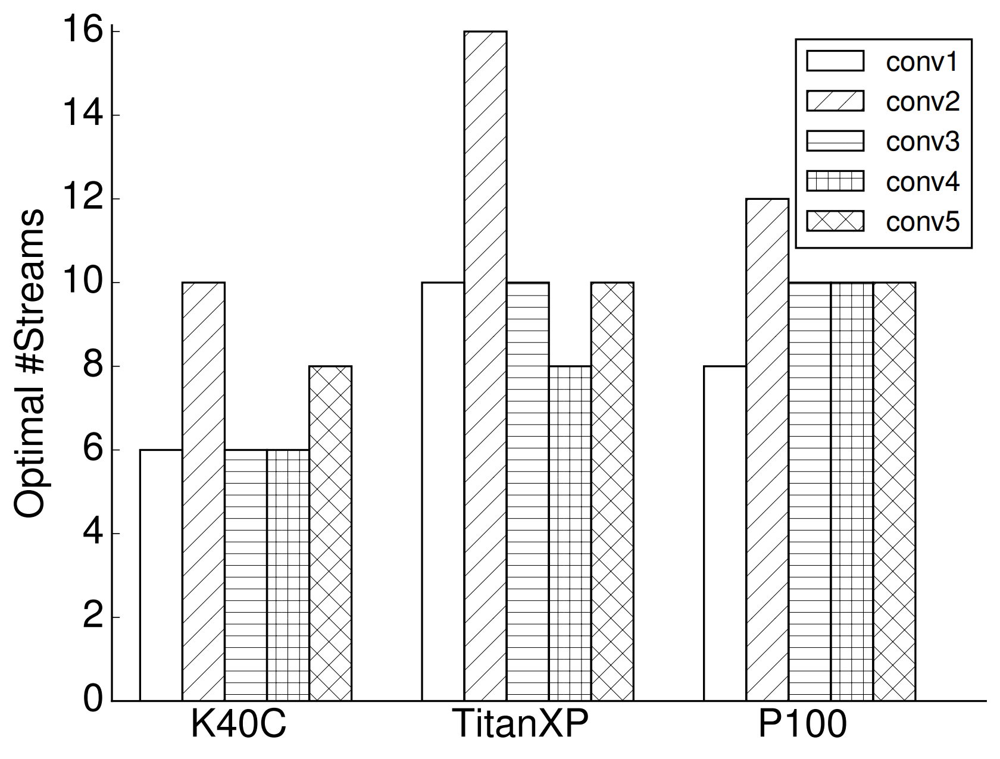 Optimal #Streams
16
14
12
10
8
6
4
2
0
K40C TitanXP P100
conv1
conv2
conv3
conv4
conv5